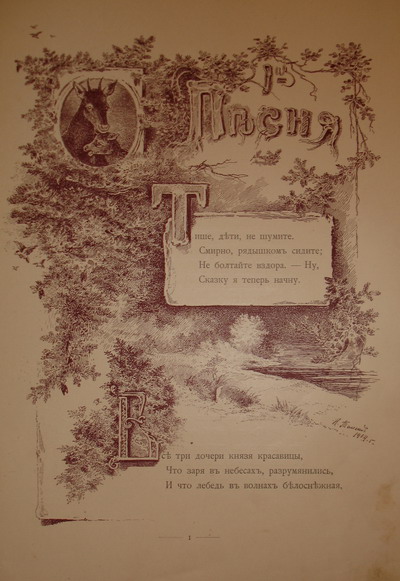 1ая
Пѣсня
Тише, дѣти, не шумите.
Смирно, рядышкомъ сидите;
Не болтайте вздора. — Ну,
Сказку я теперь начну.
Всѣ три дочери князя красавицы,
Что заря въ небесахъ, разрумянились,
И что лебедь въ волнахъ бѣлоснѣжная,
1